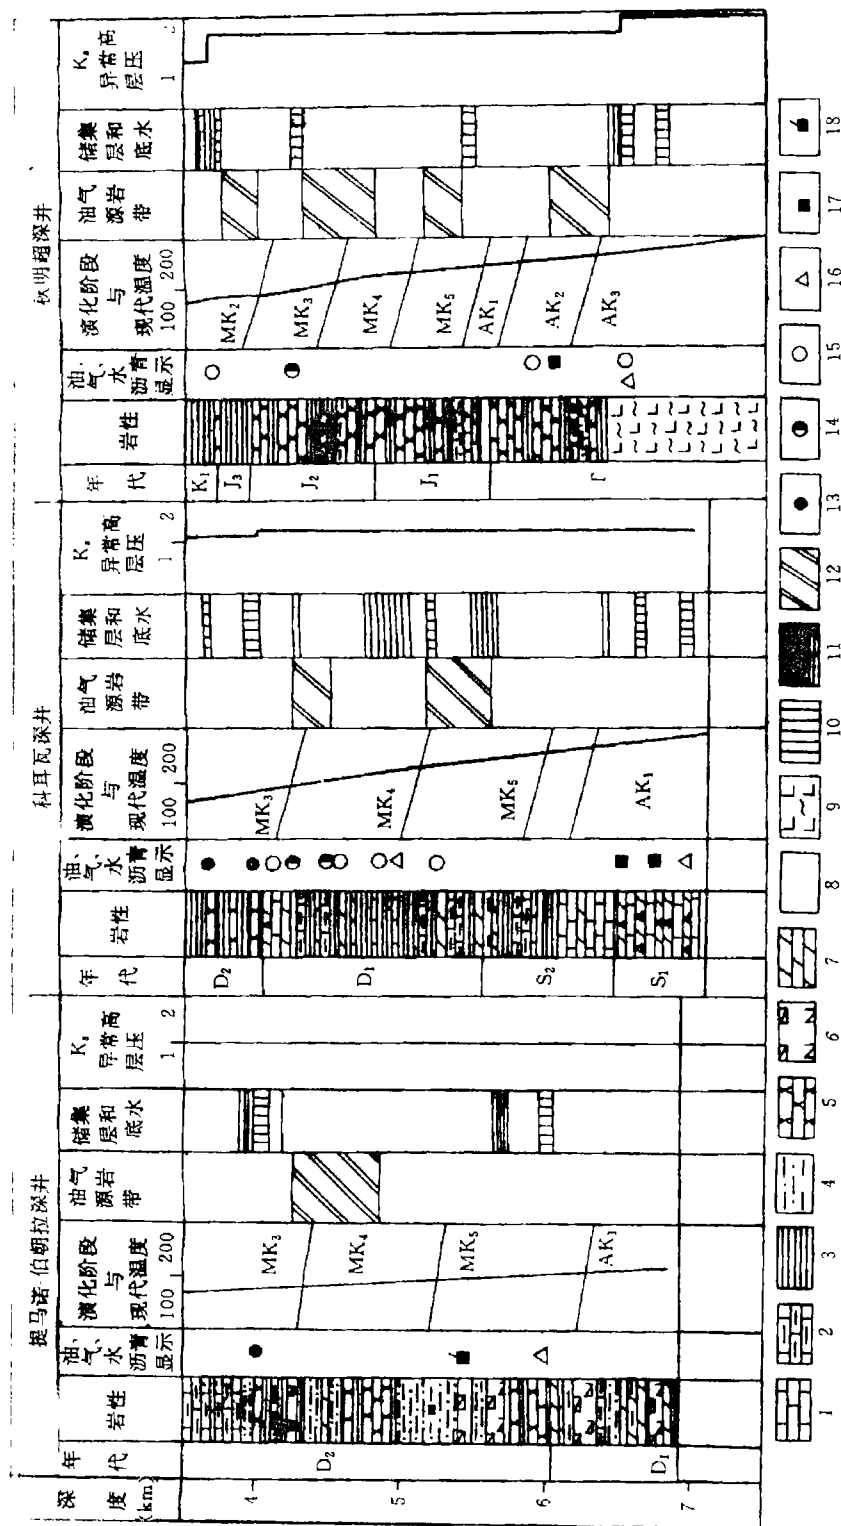 提马诺-伯朝拉深井
科耳瓦深井
秋明超深井
深度(km)
年代
岩性
油、气、水沥青显示
演化阶段与现代温度
100 200
油气源岩带
储集层和底水
Kₐ异常高层压
1 2
年代
岩性
油、气、水沥青显示
演化阶段与现代温度
100 200
油气源岩带
储集层和底水
Kₐ异常高层压
1 2
年代
岩性
油、气、水沥青显示
演化阶段与现代温度
100 200
油气源岩带
储集层和底水
Kₐ异常高层压
1
4
5
6
7
D₂
D₁
MK₃
MK₄
MK₅
AK₁
D₂
D₁
S₂
S₁
MK₃
MK₄
MK₅
AK₁
K₁
J₃
J₂
J₁
MK₂
MK₃
MK₄
MK₅
AK₁
AK₂
AK₃
1 2 3 4 5 6 7 8 9 10 11 12 13 14 15 16 17 18